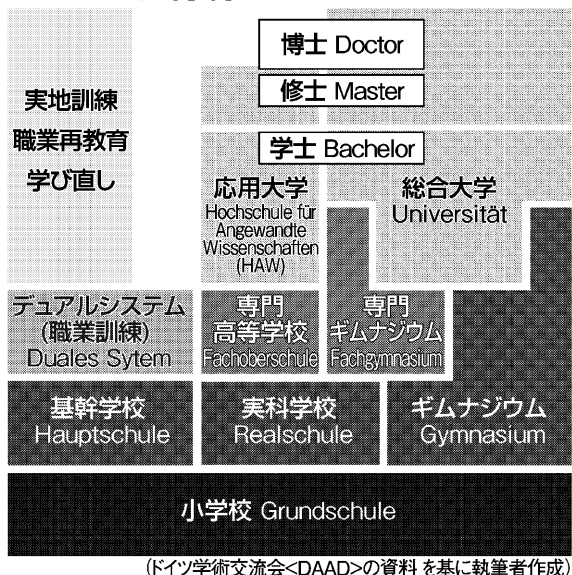 博士 Doctor
修士 Master
学士 Bachelor
実地訓練
職業再教育
学び直し
応用大学
Hochschule für
Angewandte
Wissenschaften
(HAW)
総合大学
Universität
デュアルシステム
(職業訓練)
Duales Sytem
専門
高等学校
Fachoberschule
専門
ギムナジウム
Fachgymnasium
基幹学校
Hauptschule
実科学校
Realschule
ギムナジウム
Gymnasium
小学校 Grundschule
(ドイツ学術交流会<DAAD>の資料を基に執筆者作成)